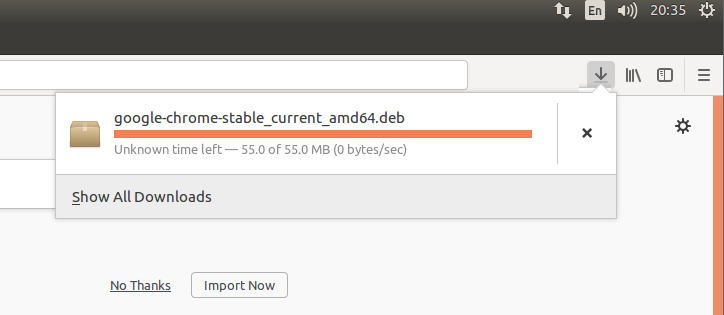 En 20:35
google-chrome-stable_current_amd64.deb
Unknown time left — 55.0 of 55.0 MB (0 bytes/sec)
Show All Downloads
No Thanks Import Now